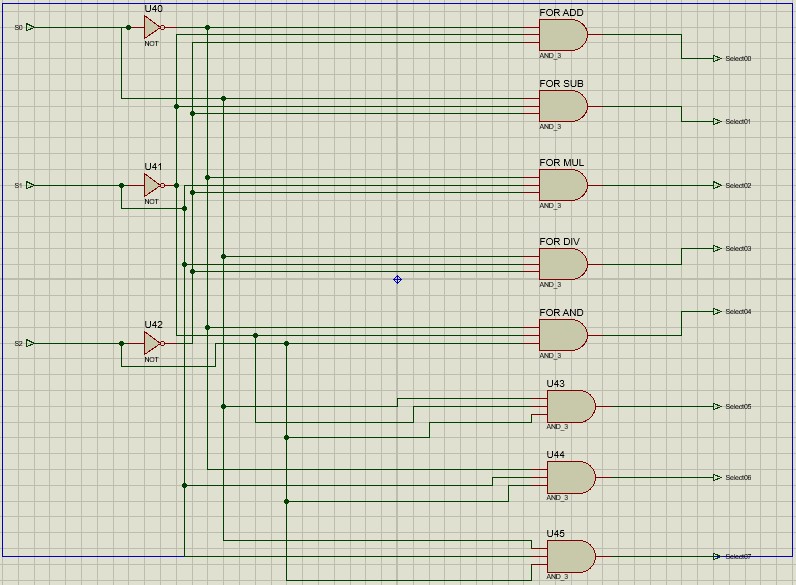 U40
FOR ADD
S0
NOT
AND_3
Select00
FOR SUB
AND_3
Select01
U41
FOR MUL
S1
NOT
AND_3
Select02
FOR DIV
Select03
AND_3
U42
FOR AND
Select04
S2
NOT
AND_3
U43
Select05
AND_3
U44
Select06
AND_3
U45
Select07
AND_3